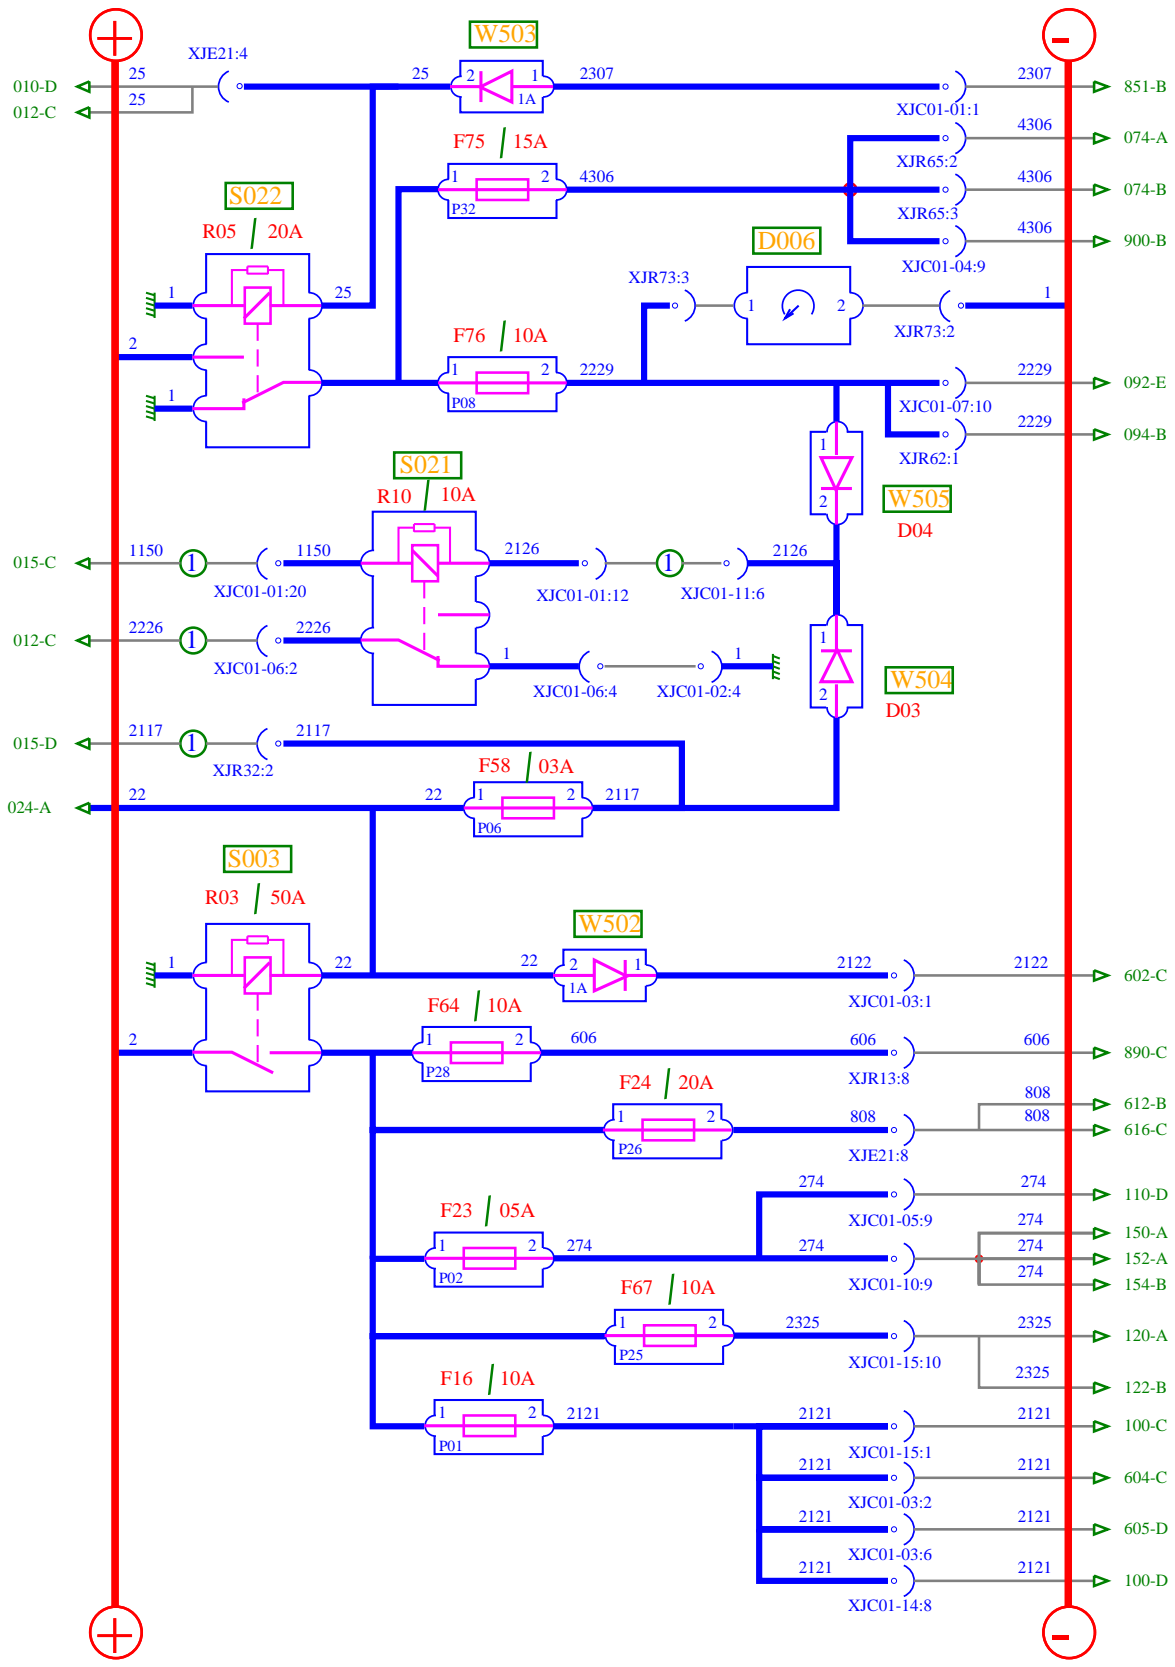 +
-
W503
XJE21:4
010-D
25
25
2
1
1A
2307
2307
851-B
012-C
25
XJC01-01:1
F75 / 15A
4306
074-A
XJR65:2
1
2
P32
4306
4306
074-B
XJR65:3
S022
R05 / 20A
4306
900-B
XJC01-04:9
D006
XJR73:3
1
25
1
2
1
XJR73:2
2
F76 / 10A
1
2
P08
2229
2229
092-E
XJC01-07:10
1
2229
094-B
XJR62:1
1
2
W505
D04
S021
R10 / 10A
015-C
1150
1
1150
XJC01-01:20
2126
XJC01-01:12
1
2126
XJC01-11:6
012-C
2226
1
2226
XJC01-06:2
1
XJC01-06:4
1
XJC01-02:4
1
2
W504
D03
015-D
2117
1
2117
XJR32:2
F58 / 03A
024-A
22
22
1
2
P06
2117
S003
R03 / 50A
W502
1
22
22
2
1
1A
2122
2122
602-C
XJC01-03:1
F64 / 10A
2
1
2
P28
606
606
606
890-C
XJR13:8
F24 / 20A
808
612-B
1
2
P26
808
808
616-C
XJE21:8
274
274
110-D
XJC01-05:9
F23 / 05A
274
150-A
1
2
P02
274
274
274
152-A
XJC01-10:9
274
154-B
F67 / 10A
1
2
P25
2325
2325
120-A
XJC01-15:10
2325
122-B
F16 / 10A
1
2
P01
2121
2121
2121
100-C
XJC01-15:1
2121
2121
604-C
XJC01-03:2
2121
2121
605-D
XJC01-03:6
2121
2121
100-D
XJC01-14:8
+
-